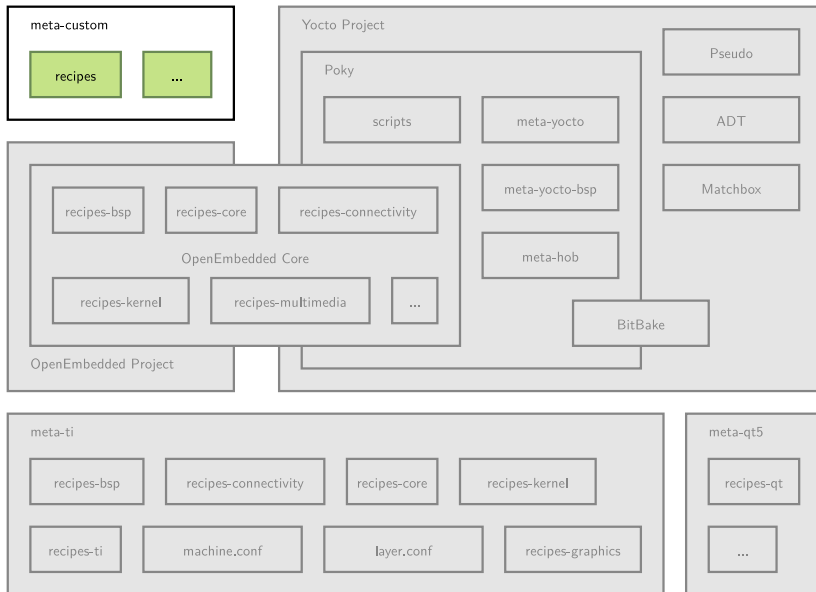 meta-custom
recipes
...
Yocto Project
Poky
scripts
meta-yocto
meta-yocto-bsp
meta-hob
Pseudo
ADT
Matchbox
BitBake
recipes-bsp
recipes-core
recipes-connectivity
OpenEmbedded Core
recipes-kernel
recipes-multimedia
...
OpenEmbedded Project
meta-ti
recipes-bsp
recipes-connectivity
recipes-core
recipes-kernel
recipes-ti
machine.conf
layer.conf
recipes-graphics
meta-qt5
recipes-qt
...